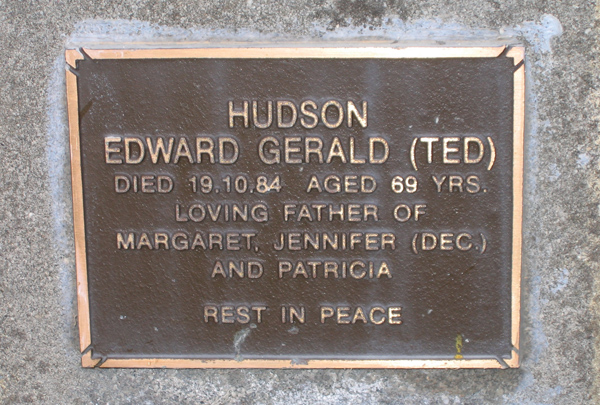 HUDSON
EDWARD GERALD (TED)
DIED 19.10.84 AGED 69 YRS.
LOVING FATHER OF
MARGARET, JENNIFER (DEC.)
AND PATRICIA
REST IN PEACE